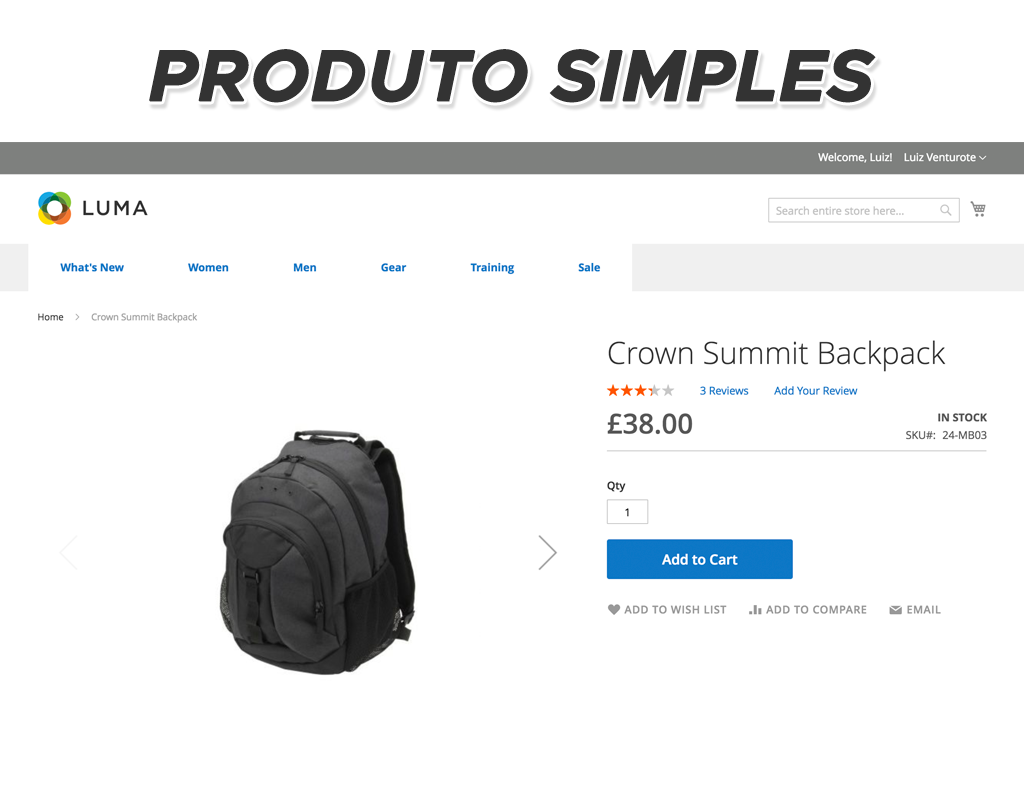 PRODUTO SIMPLES
Welcome, Luiz! Luiz Venturote
LUMA
Search entire store here...
What's New Women Men Gear Training Sale
Home Crown Summit Backpack
Crown Summit Backpack
3 Reviews Add Your Review
£38.00
IN STOCK
SKU#: 24-MB03
Qty
1
Add to Cart
ADD TO WISH LIST ADD TO COMPARE EMAIL